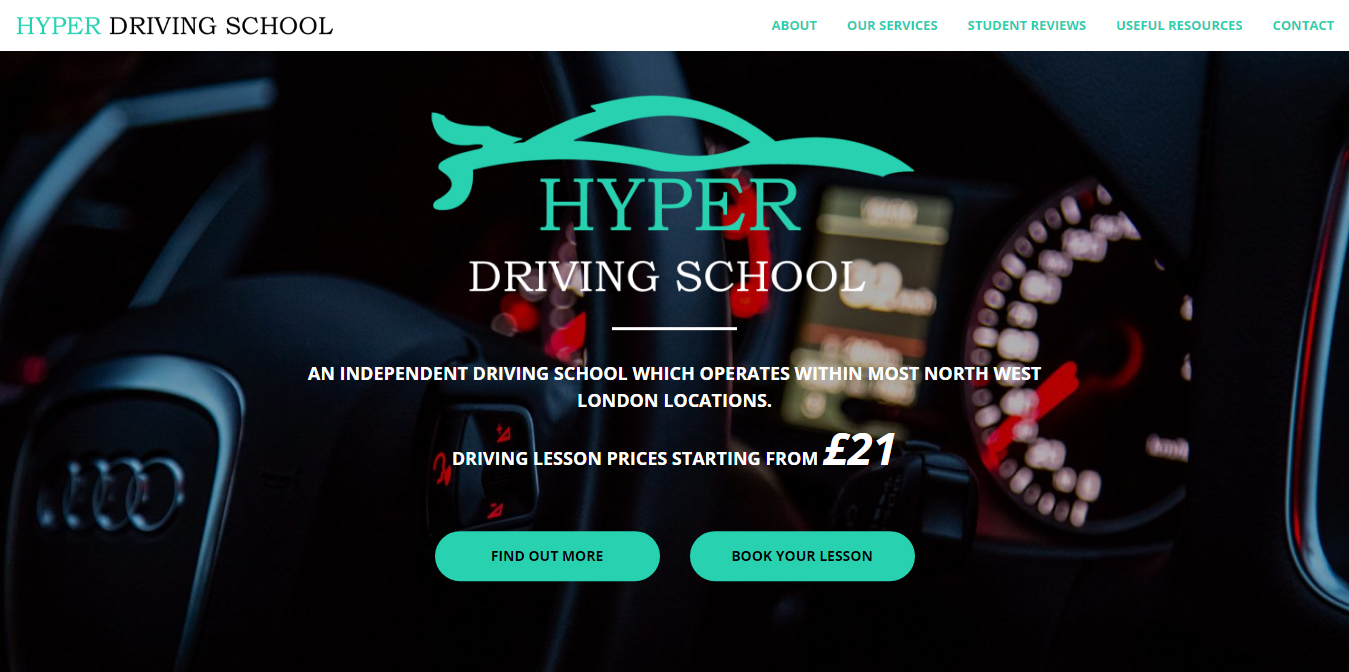 HYPER DRIVING SCHOOL
ABOUT
OUR SERVICES
STUDENT REVIEWS
USEFUL RESOURCES
CONTACT
HYPER
DRIVING SCHOOL
AN INDEPENDENT DRIVING SCHOOL WHICH OPERATES WITHIN MOST NORTH WEST
LONDON LOCATIONS.
DRIVING LESSON PRICES STARTING FROM £21
FIND OUT MORE
BOOK YOUR LESSON